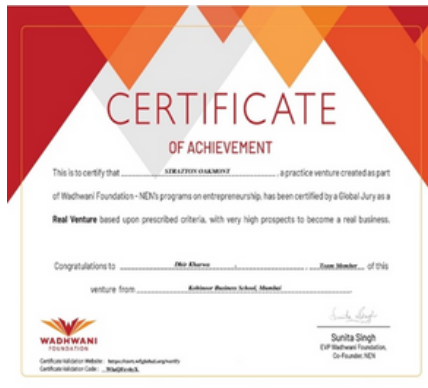 CERTIFICATE
OF ACHIEVEMENT
This is to certify that STRATTON OAKMONT , a practice venture created as part
of Wadhwani Foundation - NEN's programs on entrepreneurship, has been certified by a Global Jury as a
Real Venture based upon prescribed criteria, with very high prospects to become a real business.
Congratulations to Dhir , Team Member of this
venture from Kohinoor Business School, Mumbai
WADHWANI
FOUNDATION
Sunita Singh
Sunita Singh
EVP Wadhwani Foundation,
Co-Founder, NEN
Certificate Validation Website:
Certificate Validation Code: